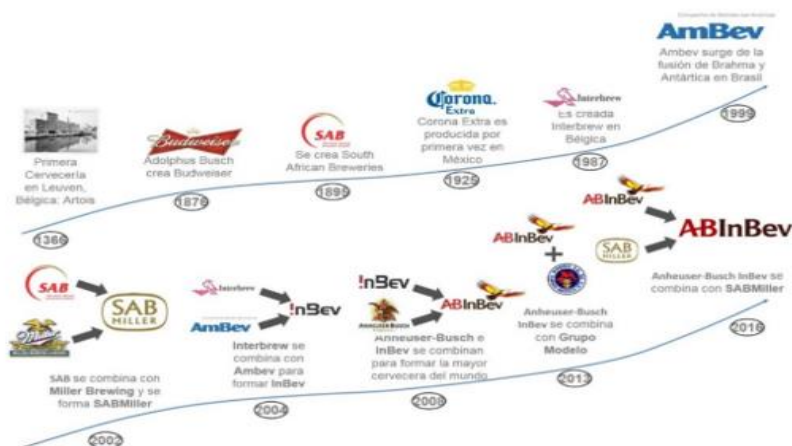 AmBev
Ambev surge de la
fusión de Brahma y
Antártica en Brasil
1999
Interbrew
Es creada
Interbrew en
Bélgica
1987
Corona
Extra
Corona Extra es
producida por
primera vez en
México
1925
SAB
Se crea South
African Breweries
1895
Budweiser
Adolphus Busch
crea Budweiser
1876
Primera
Cervecería
en Leuven,
Bélgica: Artois
1366
SAB
SAB
MILLER
SAB se combina con
Miller Brewing y se
forma SABMiller
2002
Interbrew
AmBev
InBev
Interbrew se
combina con
Ambev para
formar InBev
2004
InBev
ANHEUSER-BUSCH
ABInBev
Anheuser-Busch e
InBev se combinan
para formar la mayor
cervecera del mundo
2008
ABInBev
+
Anheuser-Busch
InBev se combina
con Grupo
Modelo
2013
ABInBev
SAB
MILLER
ABInBev
Anheuser-Busch InBev se
combina con SABMiller
2016